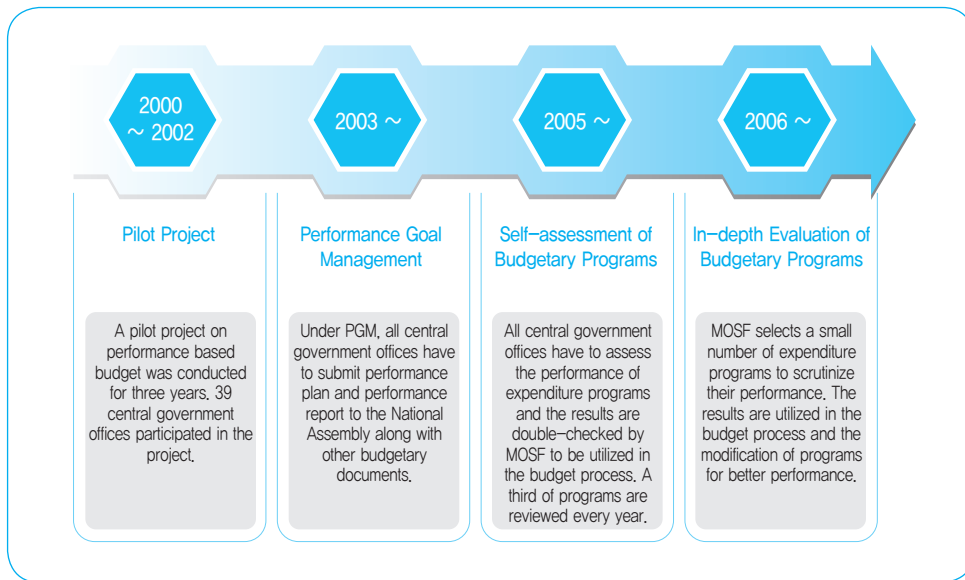 2000
～ 2002
2003 ～
2005 ～
2006 ～
Pilot Project
Performance Goal
Management
Self-assessment of
Budgetary Programs
In-depth Evaluation of
Budgetary Programs
A pilot project on
performance based
budget was conducted
for three years. 39
central government
offices participated in the
project.
Under PGM, all central
government offices have
to submit performance
plan and performance
report to the National
Assembly along with
other budgetary
documents.
All central government
offices have to assess
the performance of
expenditure programs
and the results are
double-checked by
MOSF to be utilized in
the budget process. A
third of programs are
reviewed every year.
MOSF selects a small
number of expenditure
programs to scrutinize
their performance. The
results are utilized in the
budget process and the
modification of programs
for better performance.